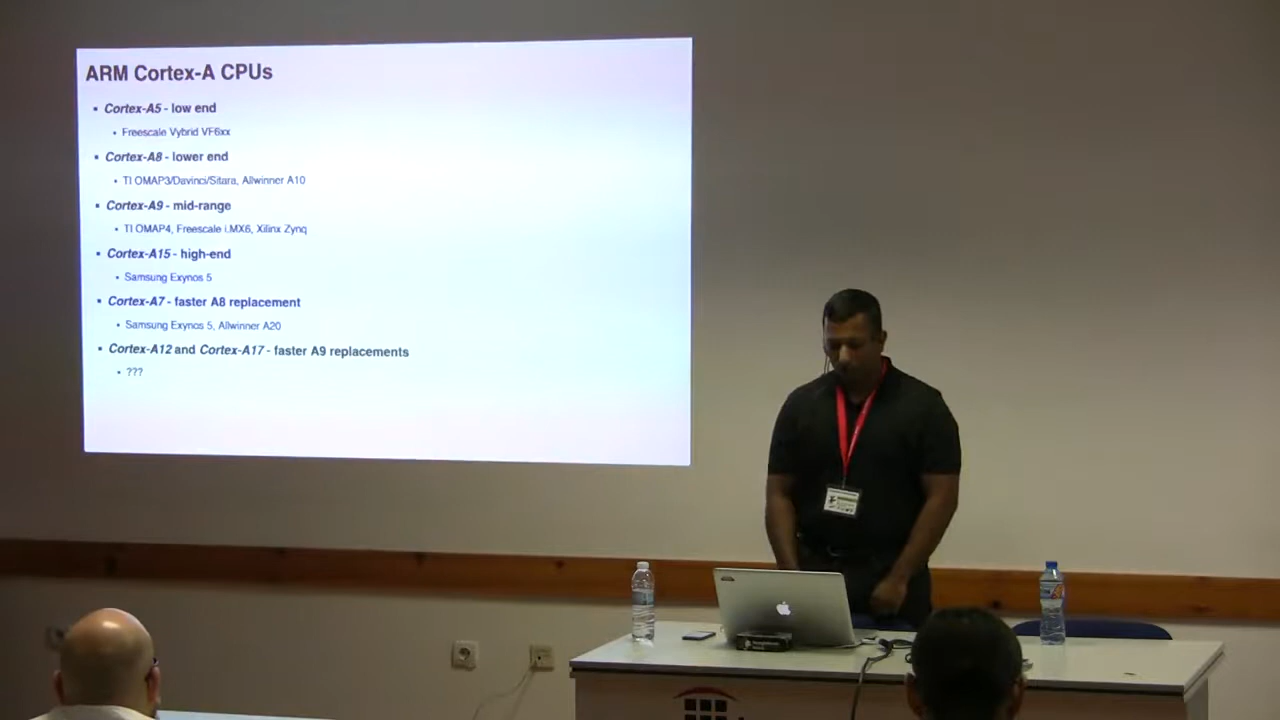 ARM Cortex-A CPUs
▪ Cortex-A5 - low end
• Freescale Vybrid VF6xx
▪ Cortex-A8 - lower end
• TI OMAP3/Davinci/Sitara, Allwinner A10
▪ Cortex-A9 - mid-range
• TI OMAP4, Freescale i.MX6, Xilinx Zynq
▪ Cortex-A15 - high-end
• Samsung Exynos 5
▪ Cortex-A7 - faster A8 replacement
• Samsung Exynos 5, Allwinner A20
▪ Cortex-A12 and Cortex-A17 - faster A9 replacements
• ???